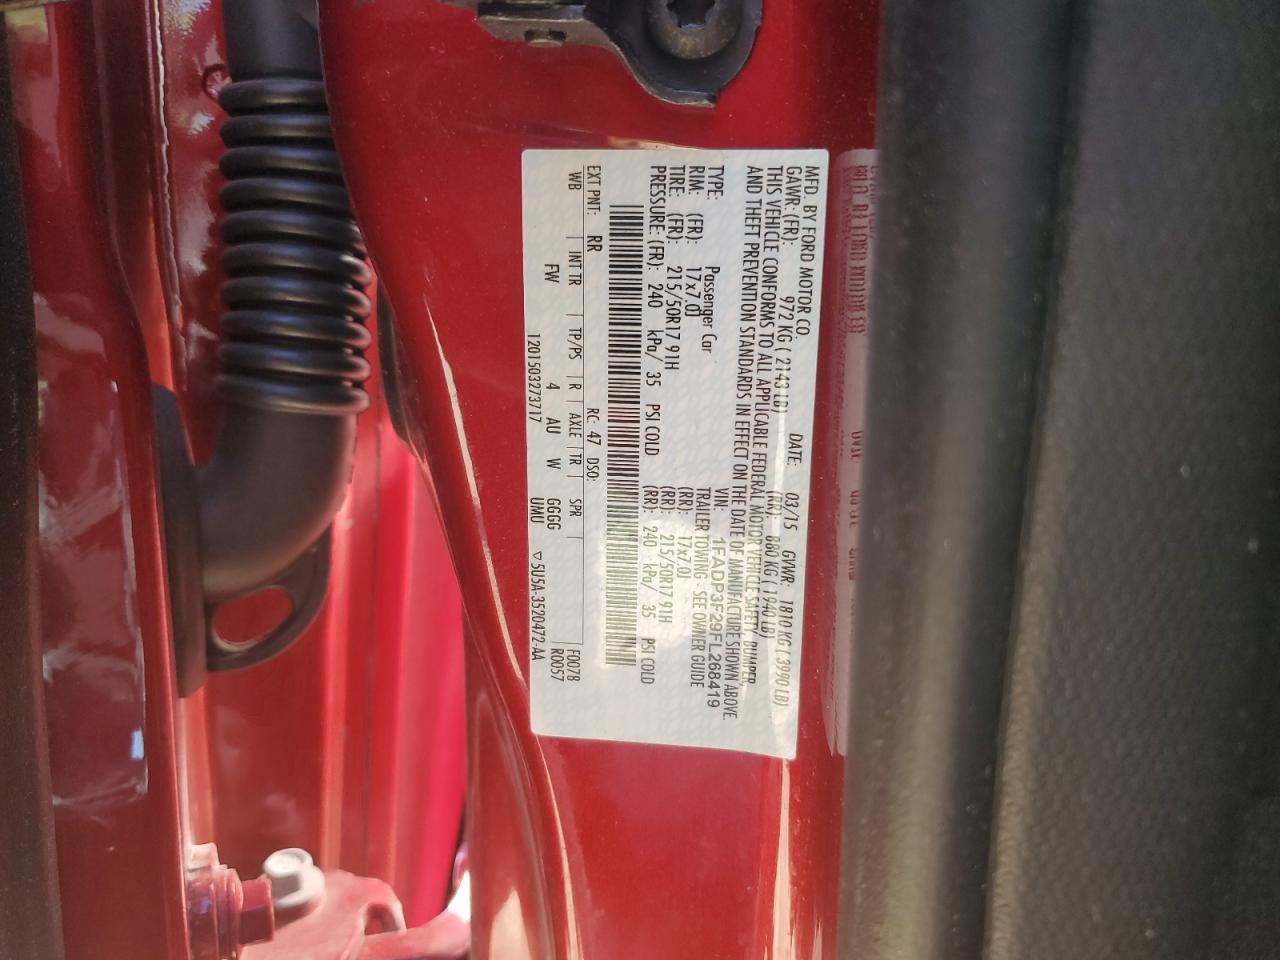 MFD. BY FORD MOTOR CO.
DATE: 03/15 GVWR: 1810 KG ( 3990 LB)
GAWR: (FR): 972 KG ( 2143 LB) (RR): 880 KG ( 1940 LB)
THIS VEHICLE CONFORMS TO ALL APPLICABLE FEDERAL MOTOR VEHICLE SAFETY, BUMPER,
AND THEFT PREVENTION STANDARDS IN EFFECT ON THE DATE OF MANUFACTURE SHOWN ABOVE.
VIN: 1FADP3F29FL268419
TYPE: Passenger Car TRAILER TOWING - SEE OWNER GUIDE
RIM: (FR): 17x7.0J (RR): 17x7.0J
TIRE: (FR): 215/50R17 91H (RR): 215/50R17 91H
PRESSURE: (FR): 240 kPa/ 35 PSI COLD (RR): 240 kPa/ 35 PSI COLD
EXT PNT: RR RC: 47 DSO:
WB INT TR TP/PS R AXLE TR SPR F0078
FW 4 AU W GGGG R0057
UMU
1201503273717 5U5A-3520472-AA